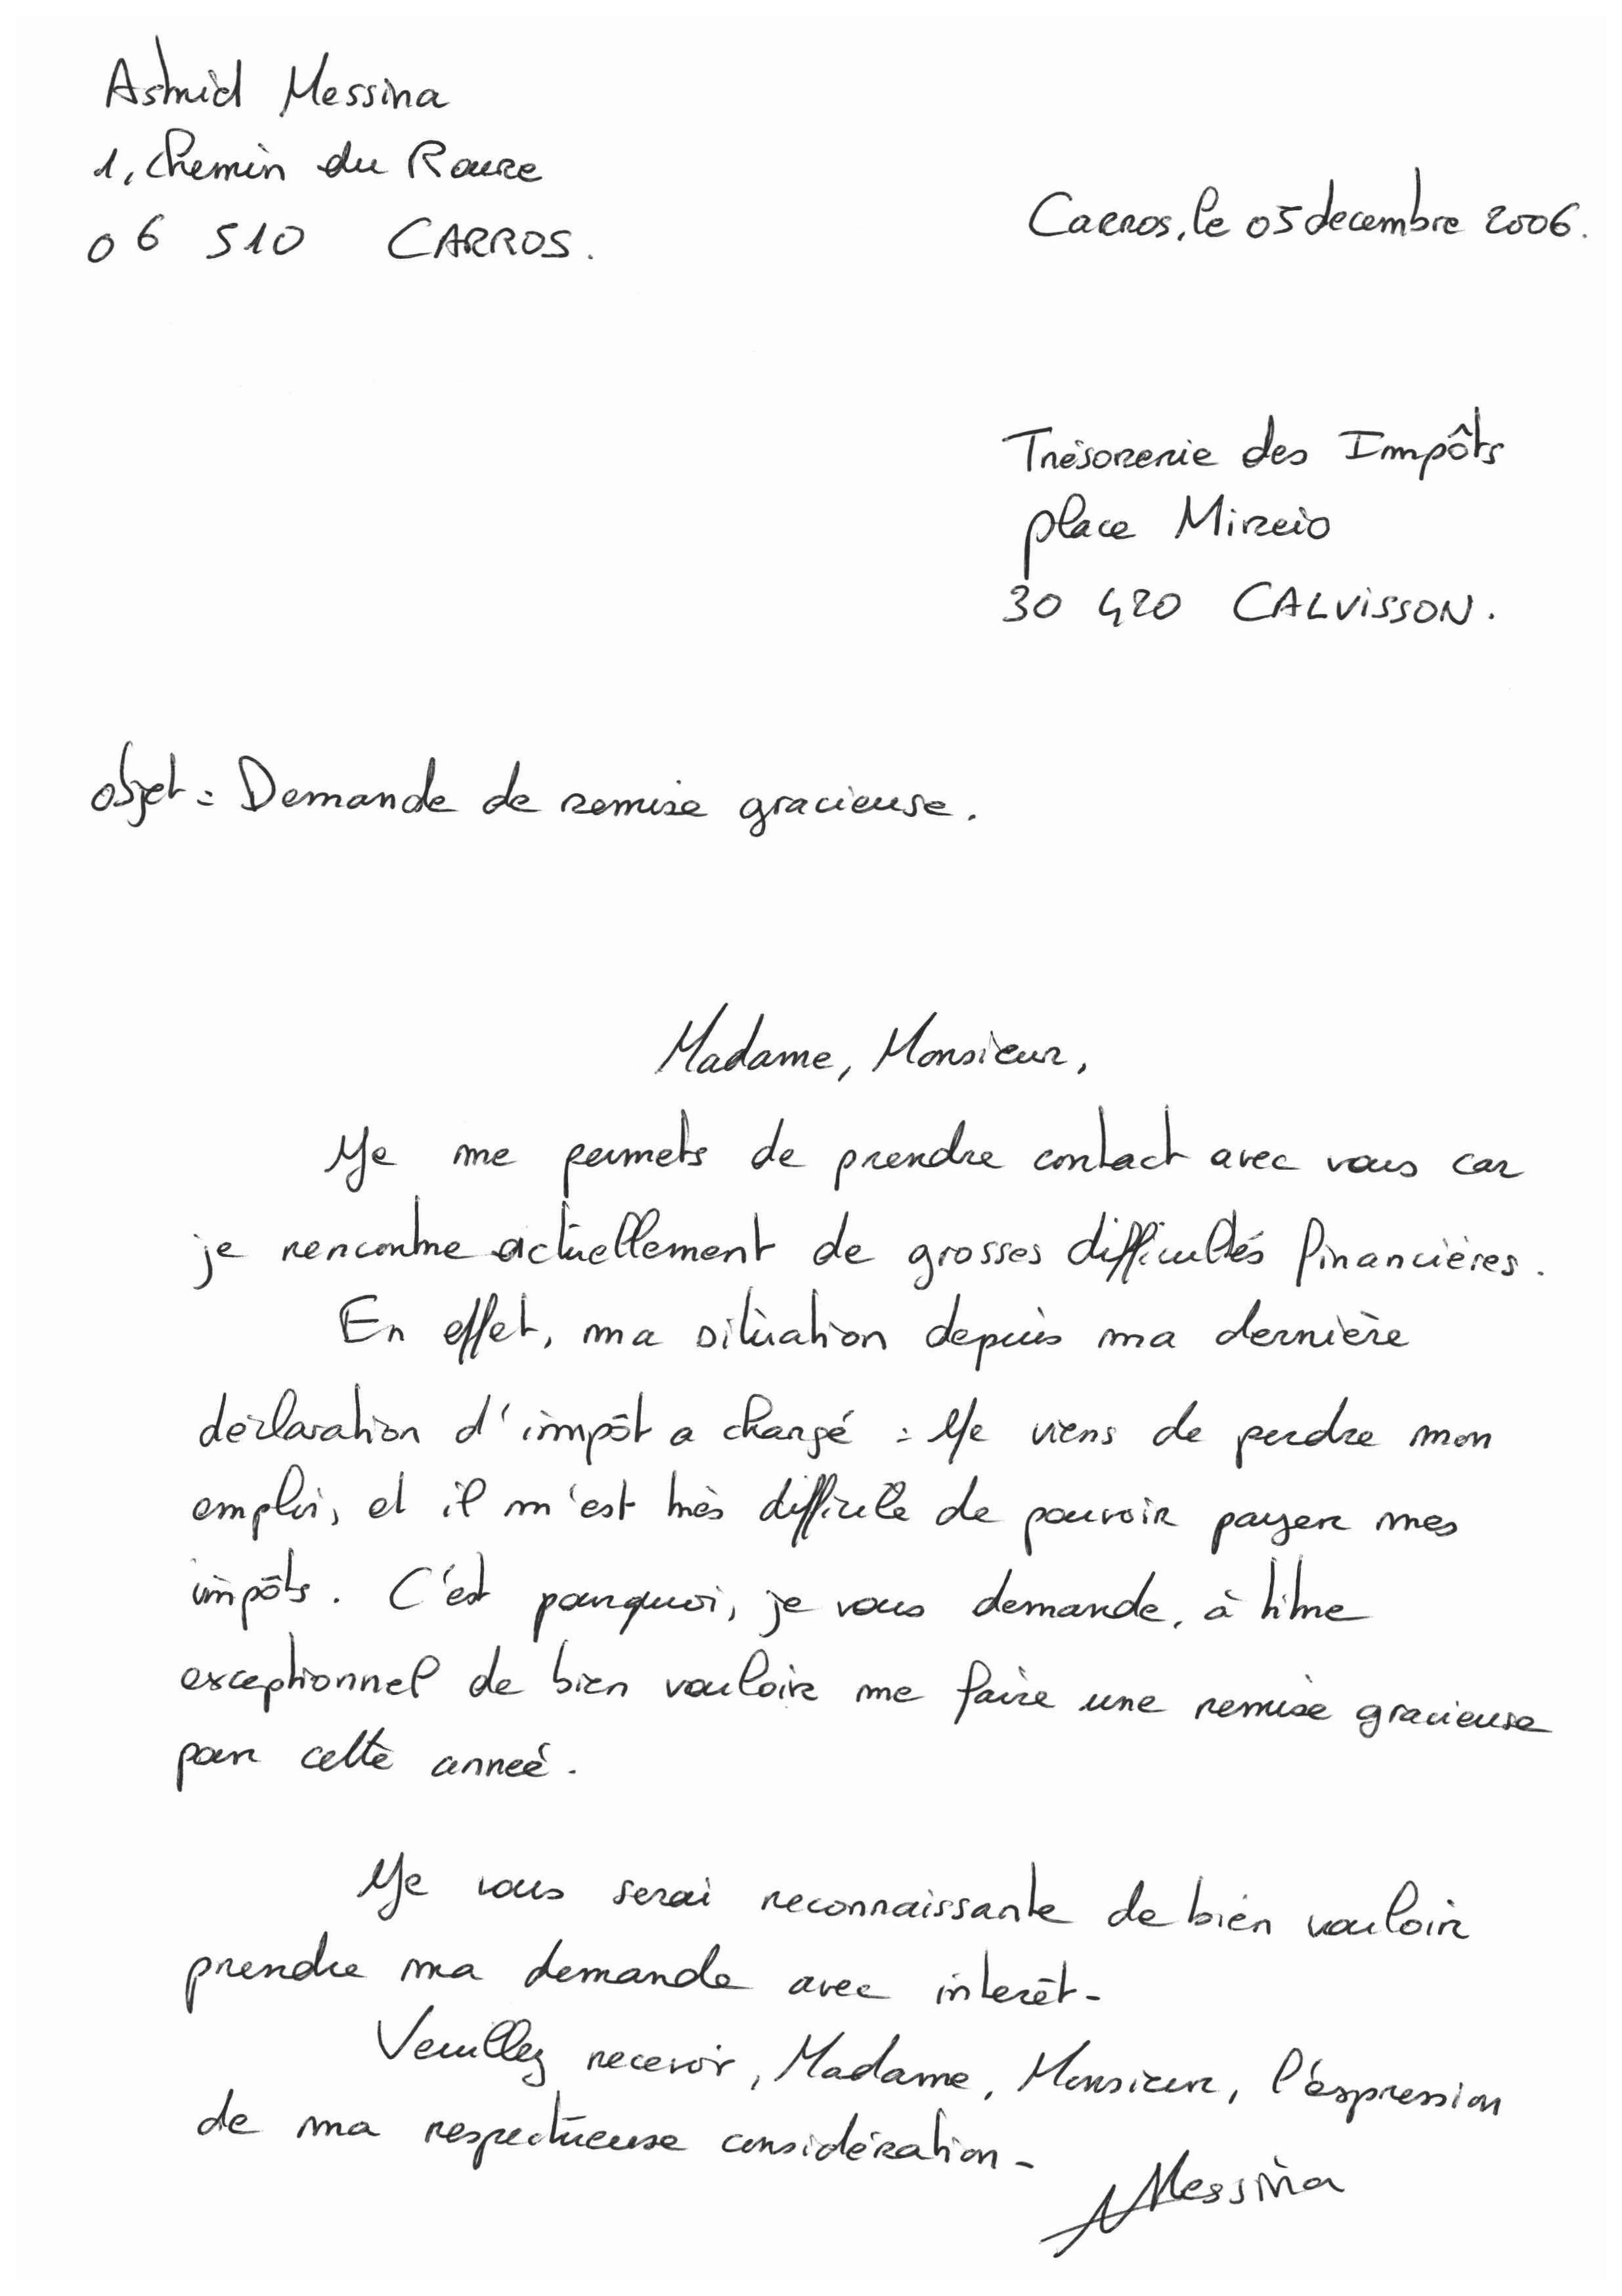 Astrid Messina
1, chemin du Roure
06 510 CARROS.
Carros, le 05 decembre 2006.
Trésorerie des Impôts
place Mireio
30 420 CALVISSON.
objet : Demande de remise gracieuse.
Madame, Monsieur,
Je me permets de prendre contact avec vous car
je rencontre actuellement de grosses difficultés financières.
En effet, ma situation depuis ma dernière
déclaration d'impôt a changé : Je viens de perdre mon
emploi, et il m'est très difficile de pouvoir payer mes
impôts. C'est pourquoi, je vous demande, à titre
exceptionnel de bien vouloir me faire une remise gracieuse
pour cette anneé.
Je vous serai reconnaissante de bien vouloir
prendre ma demande avec interêt-
Veuillez recevoir, Madame, Monsieur, l'éxpression
de ma respectueuse considération-
AMessina